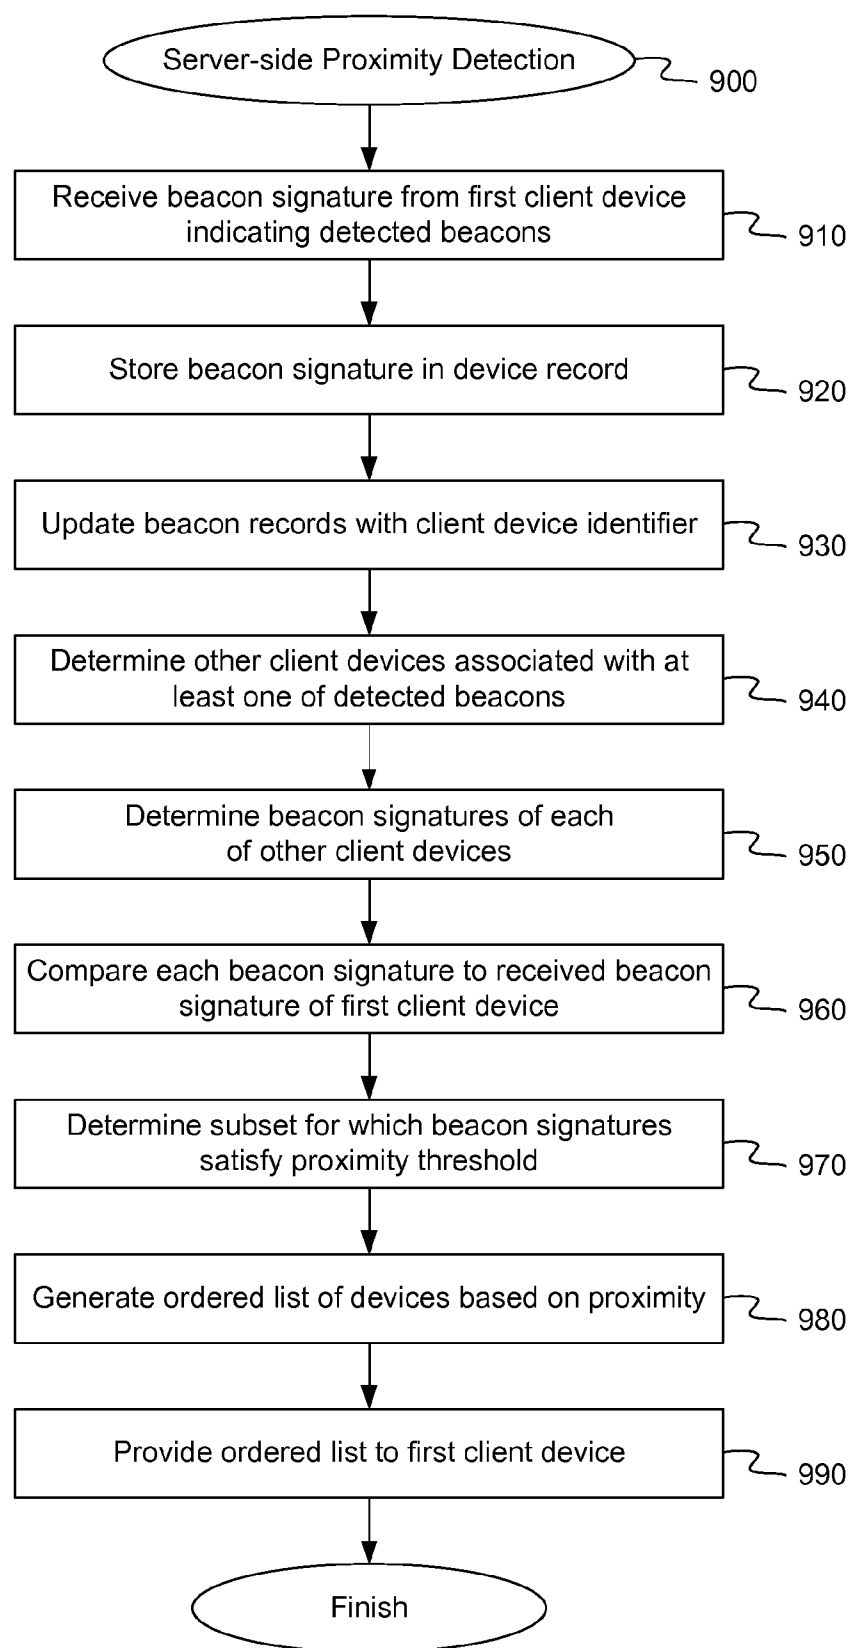 Server-side Proximity Detection
900
Receive beacon signature from first client device
indicating detected beacons
910
Store beacon signature in device record
920
Update beacon records with client device identifier
930
Determine other client devices associated with at
least one of detected beacons
940
Determine beacon signatures of each
of other client devices
950
Compare each beacon signature to received beacon
signature of first client device
960
Determine subset for which beacon signatures
satisfy proximity threshold
970
Generate ordered list of devices based on proximity
980
Provide ordered list to first client device
990
Finish